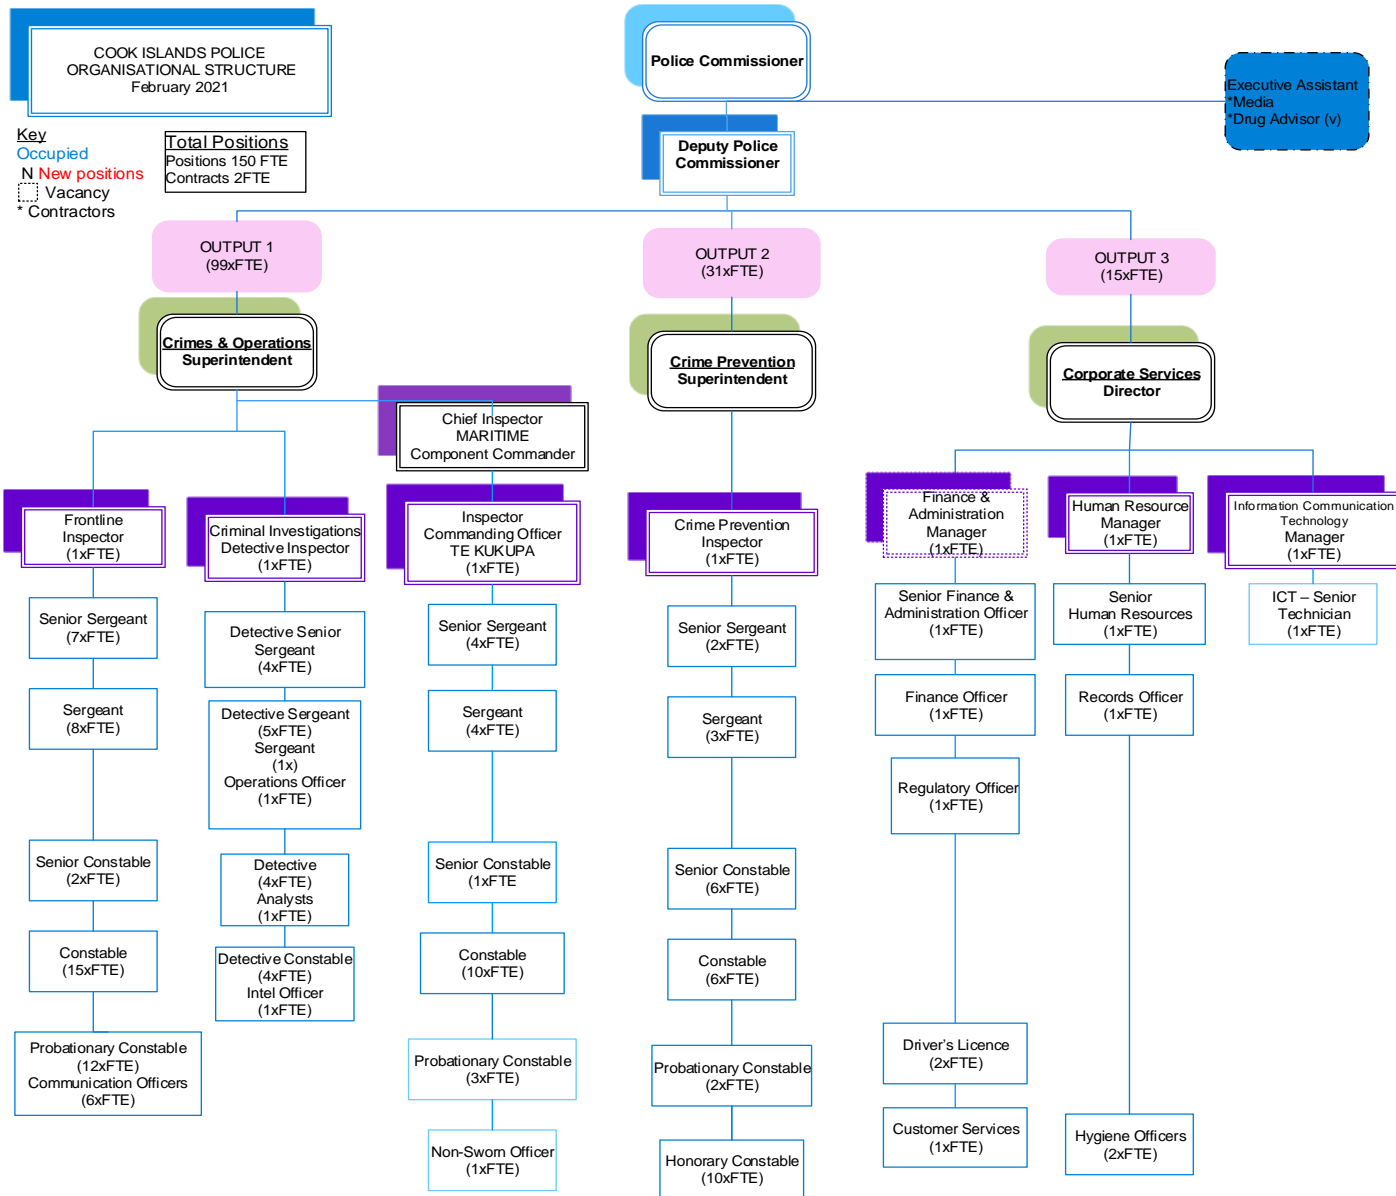 COOK ISLANDS POLICE
ORGANISATIONAL STRUCTURE
February 2021
Key
Occupied
N New positions
Vacancy
* Contractors
Total Positions
Positions 150 FTE
Contracts 2FTE
Police Commissioner
Executive Assistant
*Media
*Drug Advisor (v)
Deputy Police
Commissioner
OUTPUT 1
(99xFTE)
OUTPUT 2
(31xFTE)
OUTPUT 3
(15xFTE)
Crimes & Operations
Superintendent
Crime Prevention
Superintendent
Corporate Services
Director
Chief Inspector
MARITIME
Component Commander
Frontline
Inspector
(1xFTE)
Criminal Investigations
Detective Inspector
(1xFTE)
Inspector
Commanding Officer
TE KUKUPA
(1xFTE)
Crime Prevention
Inspector
(1xFTE)
Finance &
Administration
Manager
(1xFTE)
Human Resource
Manager
(1xFTE)
Information Communication
Technology
Manager
(1xFTE)
Senior Sergeant
(7xFTE)
Detective Senior
Sergeant
(4xFTE)
Senior Sergeant
(4xFTE)
Senior Sergeant
(2xFTE)
Senior Finance &
Administration Officer
(1xFTE)
Senior
Human Resources
(1xFTE)
ICT – Senior
Technician
(1xFTE)
Sergeant
(8xFTE)
Detective Sergeant
(5xFTE)
Sergeant
(1x)
Operations Officer
(1xFTE)
Sergeant
(4xFTE)
Sergeant
(3xFTE)
Finance Officer
(1xFTE)
Records Officer
(1xFTE)
Regulatory Officer
(1xFTE)
Senior Constable
(2xFTE)
Detective
(4xFTE)
Analysts
(1xFTE)
Senior Constable
(1xFTE
Senior Constable
(6xFTE)
Constable
(15xFTE)
Detective Constable
(4xFTE)
Intel Officer
(1xFTE)
Constable
(10xFTE)
Constable
(6xFTE)
Probationary Constable
(12xFTE)
Communication Officers
(6xFTE)
Probationary Constable
(3xFTE)
Probationary Constable
(2xFTE)
Driver's Licence
(2xFTE)
Non-Sworn Officer
(1xFTE)
Honorary Constable
(10xFTE)
Customer Services
(1xFTE)
Hygiene Officers
(2xFTE)